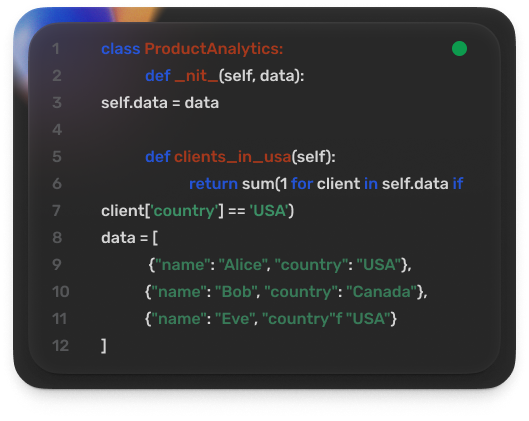 1 class ProductAnalytics:
2 def _nit_(self, data):
3 self.data = data
4
5 def clients_in_usa(self):
6 return sum(1 for client in self.data if
7 client['country'] == 'USA')
8 data = [
9 {"name": "Alice", "country": "USA"},
10 {"name": "Bob", "country": "Canada"},
11 {"name": "Eve", "country"f "USA"}
12 ]